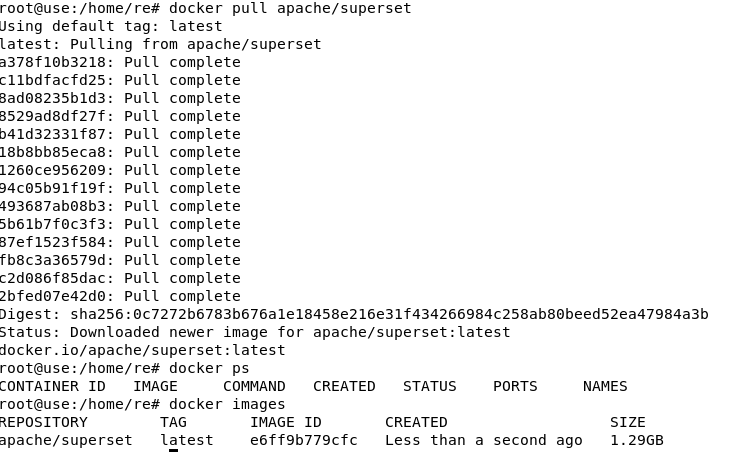 root@use:/home/re# docker pull apache/superset
Using default tag: latest
latest: Pulling from apache/superset
a378f10b3218: Pull complete
c11bdfacfd25: Pull complete
8ad08235b1d3: Pull complete
8529ad8df27f: Pull complete
b41d32331f87: Pull complete
18b8bb85eca8: Pull complete
1260ce956209: Pull complete
94c05b91f19f: Pull complete
493687ab08b3: Pull complete
5b61b7f0c3f3: Pull complete
87ef1523f584: Pull complete
fb8c3a36579d: Pull complete
c2d086f85dac: Pull complete
2bfed07e42d0: Pull complete
Digest: sha256:0c7272b6783b676a1e18458e216e31f434266984c258ab80beed52ea47984a3b
Status: Downloaded newer image for apache/superset:latest
docker.io/apache/superset:latest
root@use:/home/re# docker ps
CONTAINER ID   IMAGE     COMMAND   CREATED   STATUS    PORTS     NAMES
root@use:/home/re# docker images
REPOSITORY        TAG       IMAGE ID       CREATED                  SIZE
apache/superset   latest    e6ff9b779cfc   Less than a second ago   1.29GB